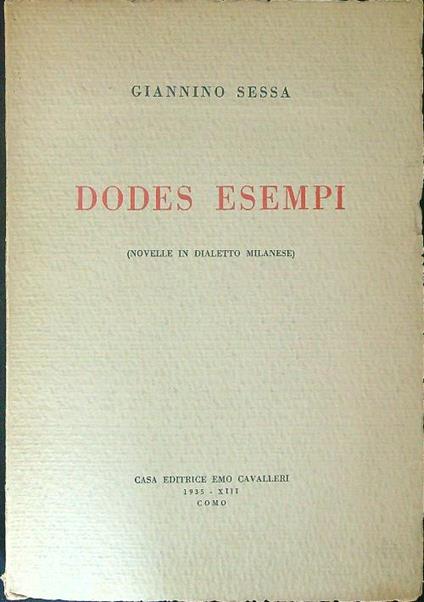 GIANNINO SESSA
DODES ESEMPI
(NOVELLE IN DIALETTO MILANESE)
CASA EDITRICE EMO CAVALLERI
1935 - XIII
COMO